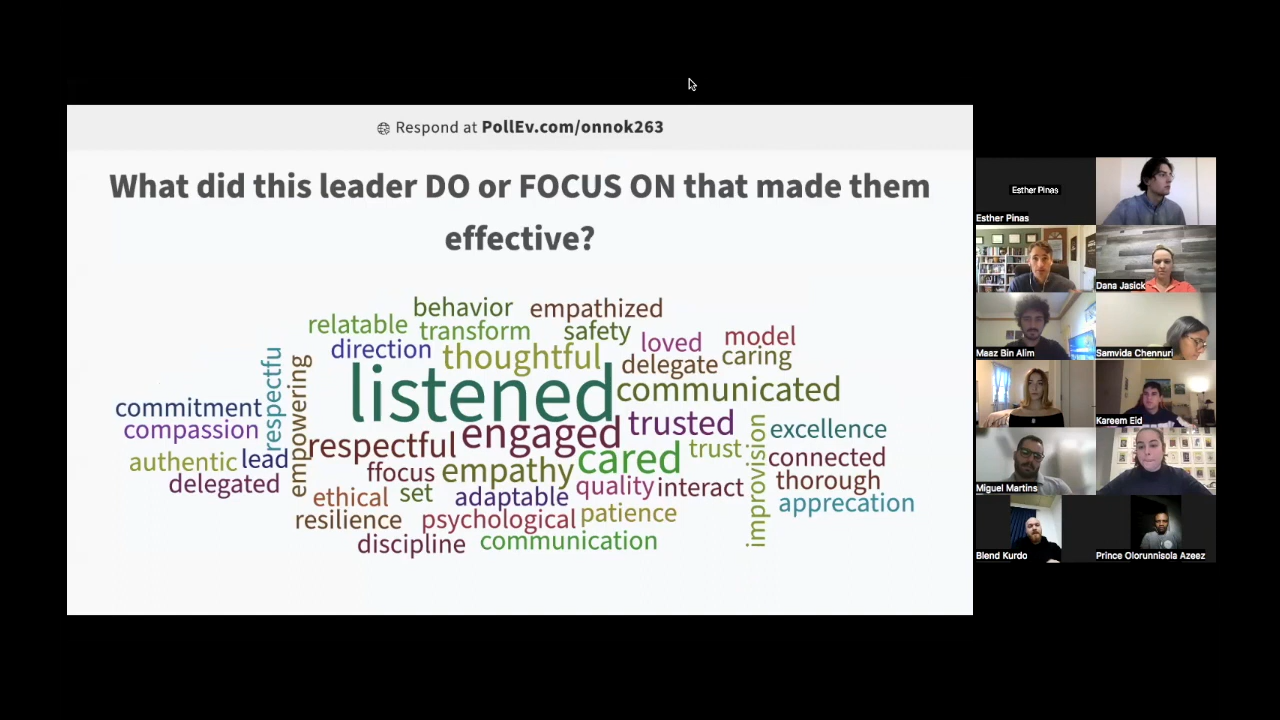 Respond at PollEv.com/onnok263
What did this leader DO or FOCUS ON that made them
effective?
behavior empathized
relatable transform safety loved model
direction thoughtful delegate caring
listened communicated
commitment respectfu empowering
compassion respectful engaged trusted excellence
authentic lead ffocus empathy cared trust improvision connected
delegated ethical set adaptable quality interact thorough
resilience psychological patience apprecation
discipline communication
Esther Pinas
Esther Pinas
Dana Jasick
Maaz Bin Alim
Samvida Chennuri
Kareem Eid
Miguel Martins
Blend Kurdo
Prince Olorunnisola Azeez